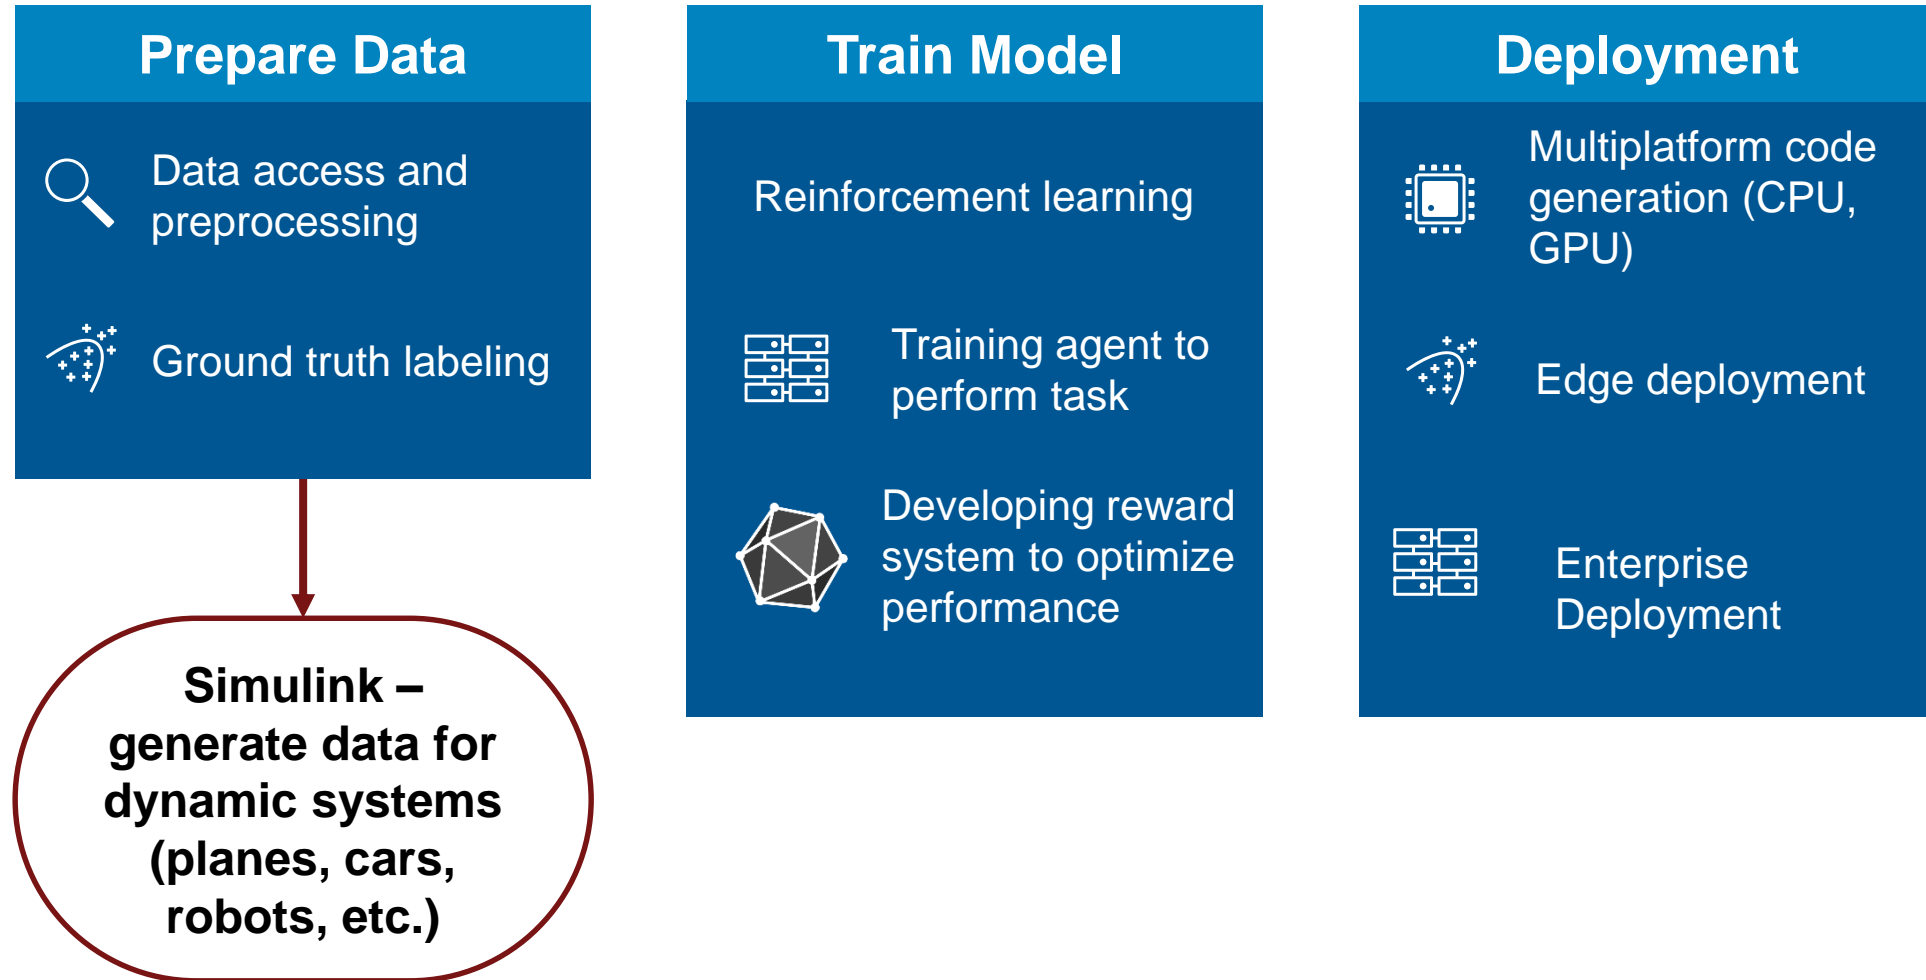 Prepare Data
Data access and
preprocessing
Ground truth labeling
Simulink –
generate data for
dynamic systems
(planes, cars,
robots, etc.)
Train Model
Reinforcement learning
Training agent to
perform task
Developing reward
system to optimize
performance
Deployment
Multiplatform code
generation (CPU,
GPU)
Edge deployment
Enterprise
Deployment